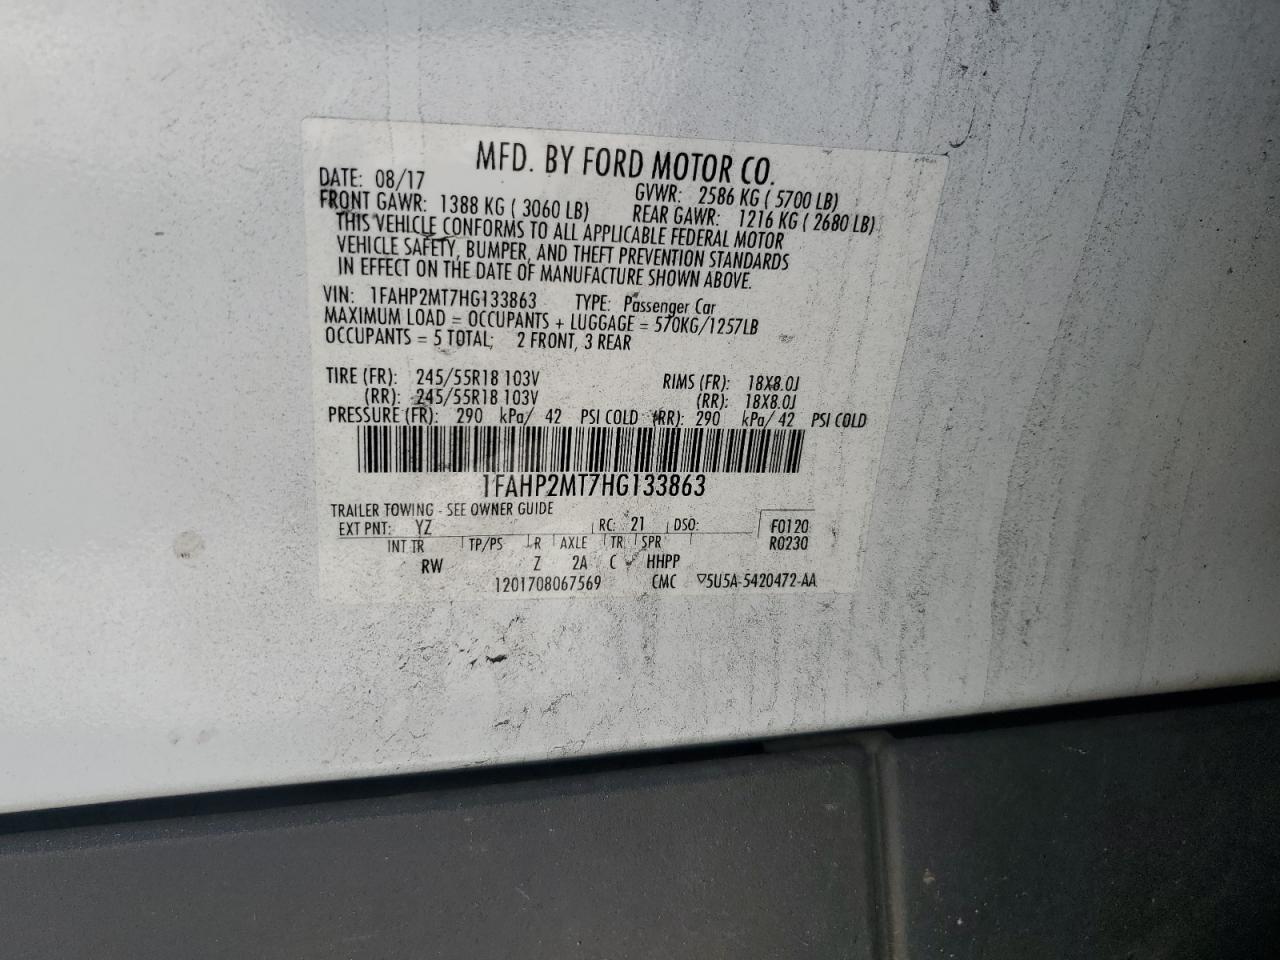 MFD. BY FORD MOTOR CO.
DATE: 08/17 GVWR: 2586 KG ( 5700 LB)
FRONT GAWR: 1388 KG ( 3060 LB) REAR GAWR: 1216 KG ( 2680 LB)
THIS VEHICLE CONFORMS TO ALL APPLICABLE FEDERAL MOTOR
VEHICLE SAFETY, BUMPER, AND THEFT PREVENTION STANDARDS
IN EFFECT ON THE DATE OF MANUFACTURE SHOWN ABOVE.
VIN: 1FAHP2MT7HG133863 TYPE: Passenger Car
MAXIMUM LOAD = OCCUPANTS + LUGGAGE = 570KG/1257LB
OCCUPANTS = 5 TOTAL; 2 FRONT, 3 REAR
TIRE (FR): 245/55R18 103V RIMS (FR): 18X8.0J
(RR): 245/55R18 103V (RR): 18X8.0J
PRESSURE (FR): 290 kPa/ 42 PSI COLD (RR): 290 kPa/ 42 PSI COLD
1FAHP2MT7HG133863
TRAILER TOWING - SEE OWNER GUIDE
EXT PNT: YZ RC: 21 DSO: F0120
INT TR TP/PS R AXLE TR SPR R0230
RW Z 2A C HHPP
1201708067569 CMC ▽5U5A-5420472-AA